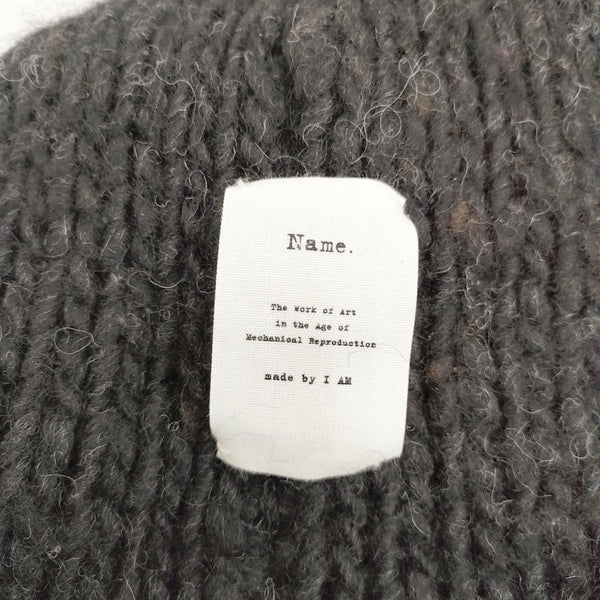 Name.
The Work of Art
in the Age of
Mechanical Reproduction
made by I AM